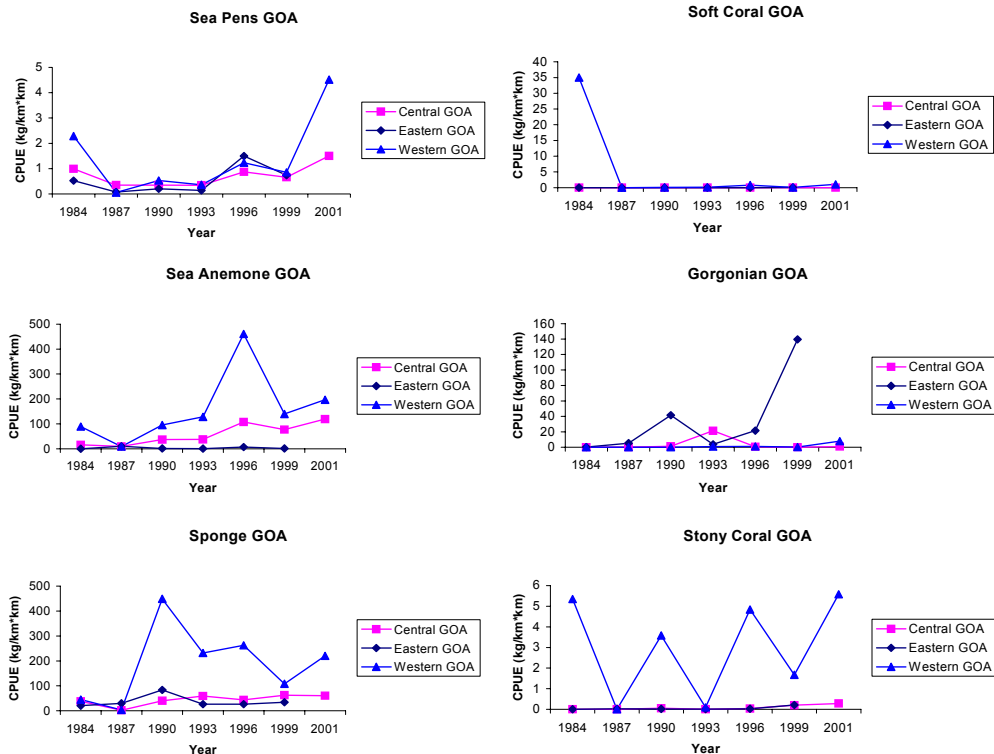 Sea Pens GOA
CPUE (kg/km*km)
5
4
3
2
1
0
1984 1987 1990 1993 1996 1999 2001
Year
Central GOA
Eastern GOA
Western GOA
Soft Coral GOA
CPUE (kg/km*km)
40
35
30
25
20
15
10
5
0
1984 1987 1990 1993 1996 1999 2001
Year
Central GOA
Eastern GOA
Western GOA
Sea Anemone GOA
CPUE (kg/km*km)
500
400
300
200
100
0
1984 1987 1990 1993 1996 1999 2001
Year
Central GOA
Eastern GOA
Western GOA
Gorgonian GOA
CPUE (kg/km*km)
160
140
120
100
80
60
40
20
0
1984 1987 1990 1993 1996 1999 2001
Year
Central GOA
Eastern GOA
Western GOA
Sponge GOA
CPUE (kg/km*km)
500
400
300
200
100
0
1984 1987 1990 1993 1996 1999 2001
Year
Central GOA
Eastern GOA
Western GOA
Stony Coral GOA
CPUE (kg/km*km)
6
5
4
3
2
1
0
1984 1987 1990 1993 1996 1999 2001
Year
Central GOA
Eastern GOA
Western GOA